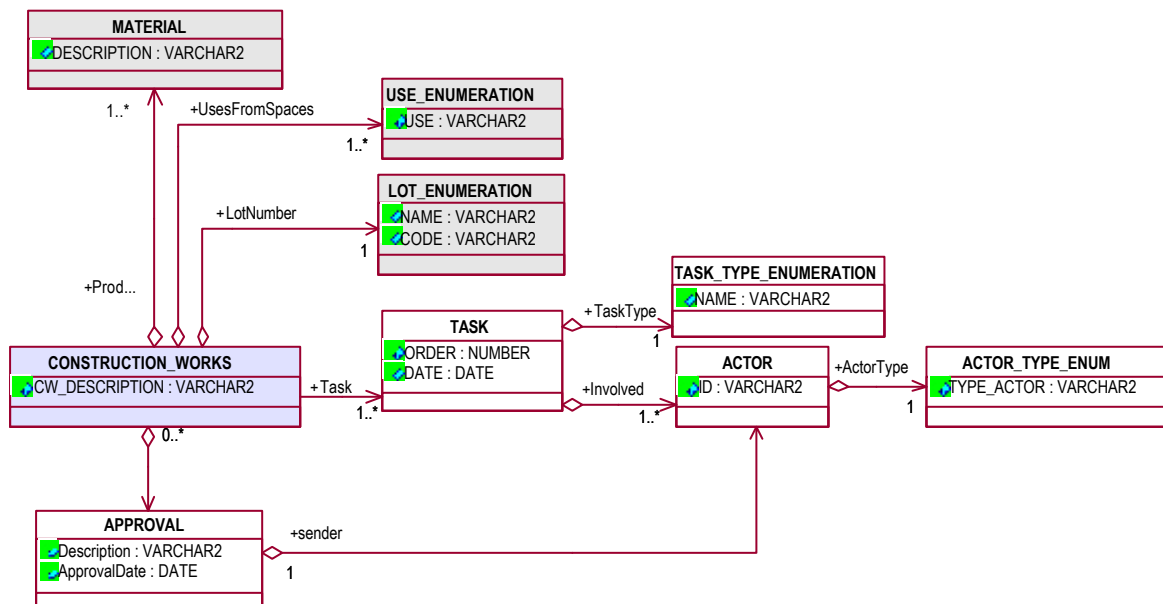 MATERIAL
DESCRIPTION : VARCHAR2
1..*
+UsesFromSpaces
USE_ENUMERATION
USE : VARCHAR2
1..*
LOT_ENUMERATION
NAME : VARCHAR2
CODE : VARCHAR2
+LotNumber
1
+Prod...
TASK_TYPE_ENUMERATION
NAME : VARCHAR2
+TaskType
1
TASK
ORDER : NUMBER
DATE : DATE
CONSTRUCTION_WORKS
CW_DESCRIPTION : VARCHAR2
+Task
1..*
+Involved
1..*
ACTOR
ID : VARCHAR2
+ActorType
1
ACTOR_TYPE_ENUM
TYPE_ACTOR : VARCHAR2
0..*
APPROVAL
Description : VARCHAR2
ApprovalDate : DATE
+sender
1